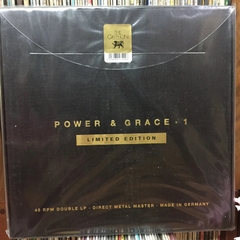 POWER & GRACE · 1
LIMITED EDITION
45 RPM DOUBLE LP · DIRECT METAL MASTER · MADE IN GERMANY